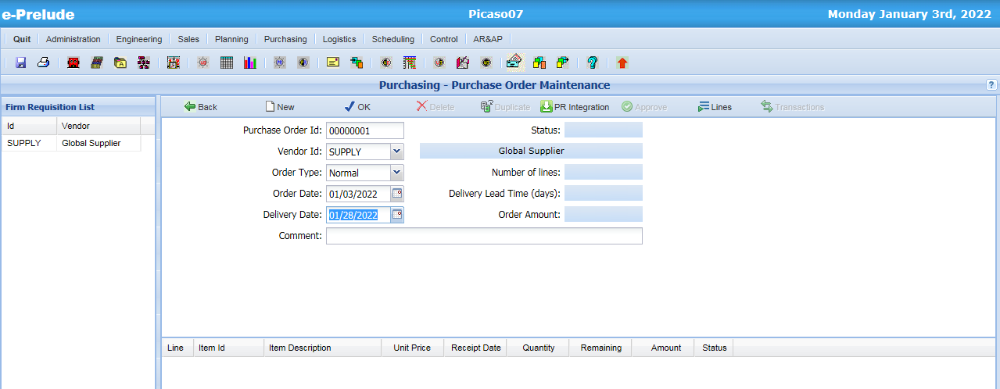 e-Prelude Picaso07 Monday January 3rd, 2022
Quit Administration Engineering Sales Planning Purchasing Logistics Scheduling Control AR&AP
Purchasing - Purchase Order Maintenance ?
Firm Requisition List
Id Vendor
SUPPLY Global Supplier
Back New OK Delete Duplicate PR Integration Approve Lines Transactions
Purchase Order Id: 00000001 Status:
Vendor Id: SUPPLY Global Supplier
Order Type: Normal Number of lines:
Order Date: 01/03/2022 Delivery Lead Time (days):
Delivery Date: 01/28/2022 Order Amount:
Comment:
Line Item Id Item Description Unit Price Receipt Date Quantity Remaining Amount Status